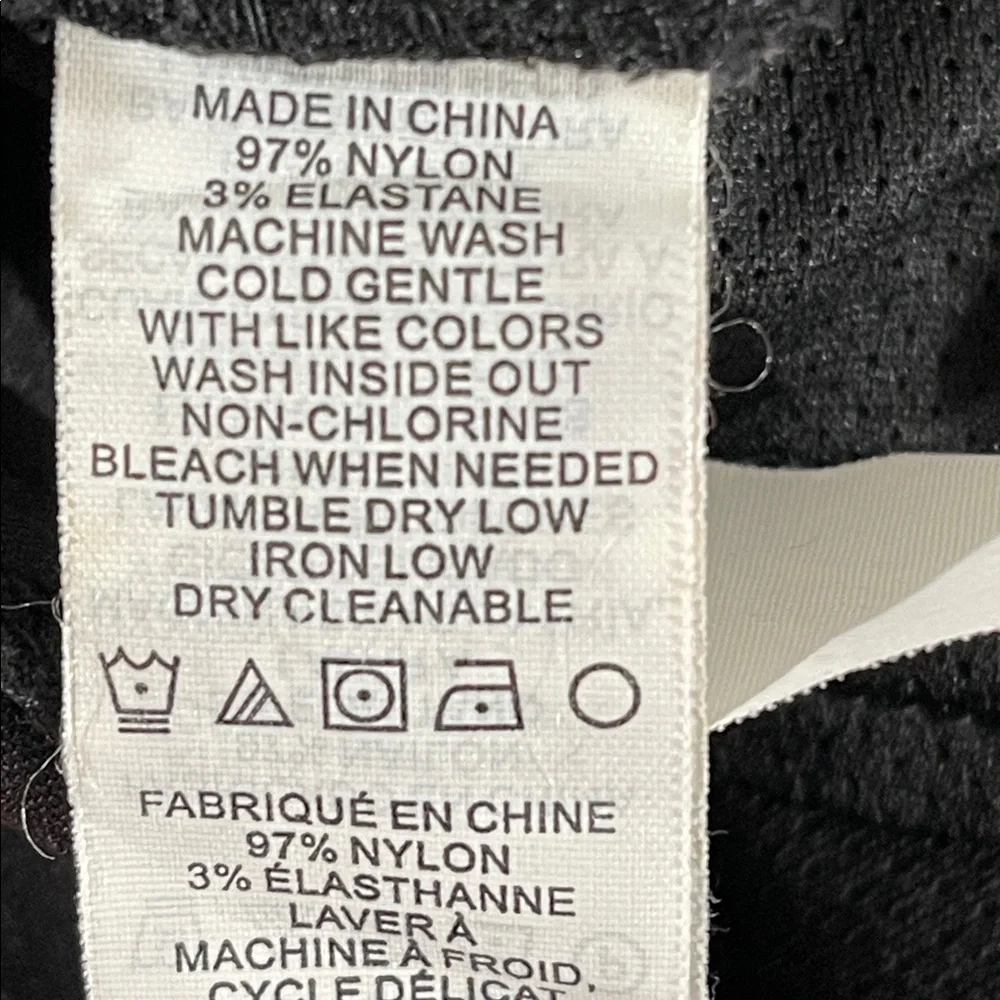 MADE IN CHINA
97% NYLON
3% ELASTANE
MACHINE WASH
COLD GENTLE
WITH LIKE COLORS
WASH INSIDE OUT
NON-CHLORINE
BLEACH WHEN NEEDED
TUMBLE DRY LOW
IRON LOW
DRY CLEANABLE
FABRIQUÉ EN CHINE
97% NYLON
3% ÉLASTHANNE
LAVER À
MACHINE À FROID,
CYCLE DÉLICAT